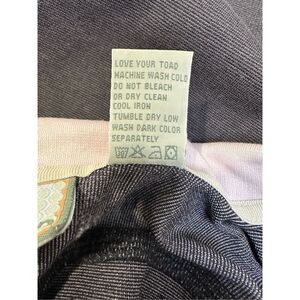 LOVE YOUR TOAD
MACHINE WASH COLD
DO NOT BLEACH
OR DRY CLEAN
COOL IRON
TUMBLE DRY LOW
WASH DARK COLOR
SEPARATELY